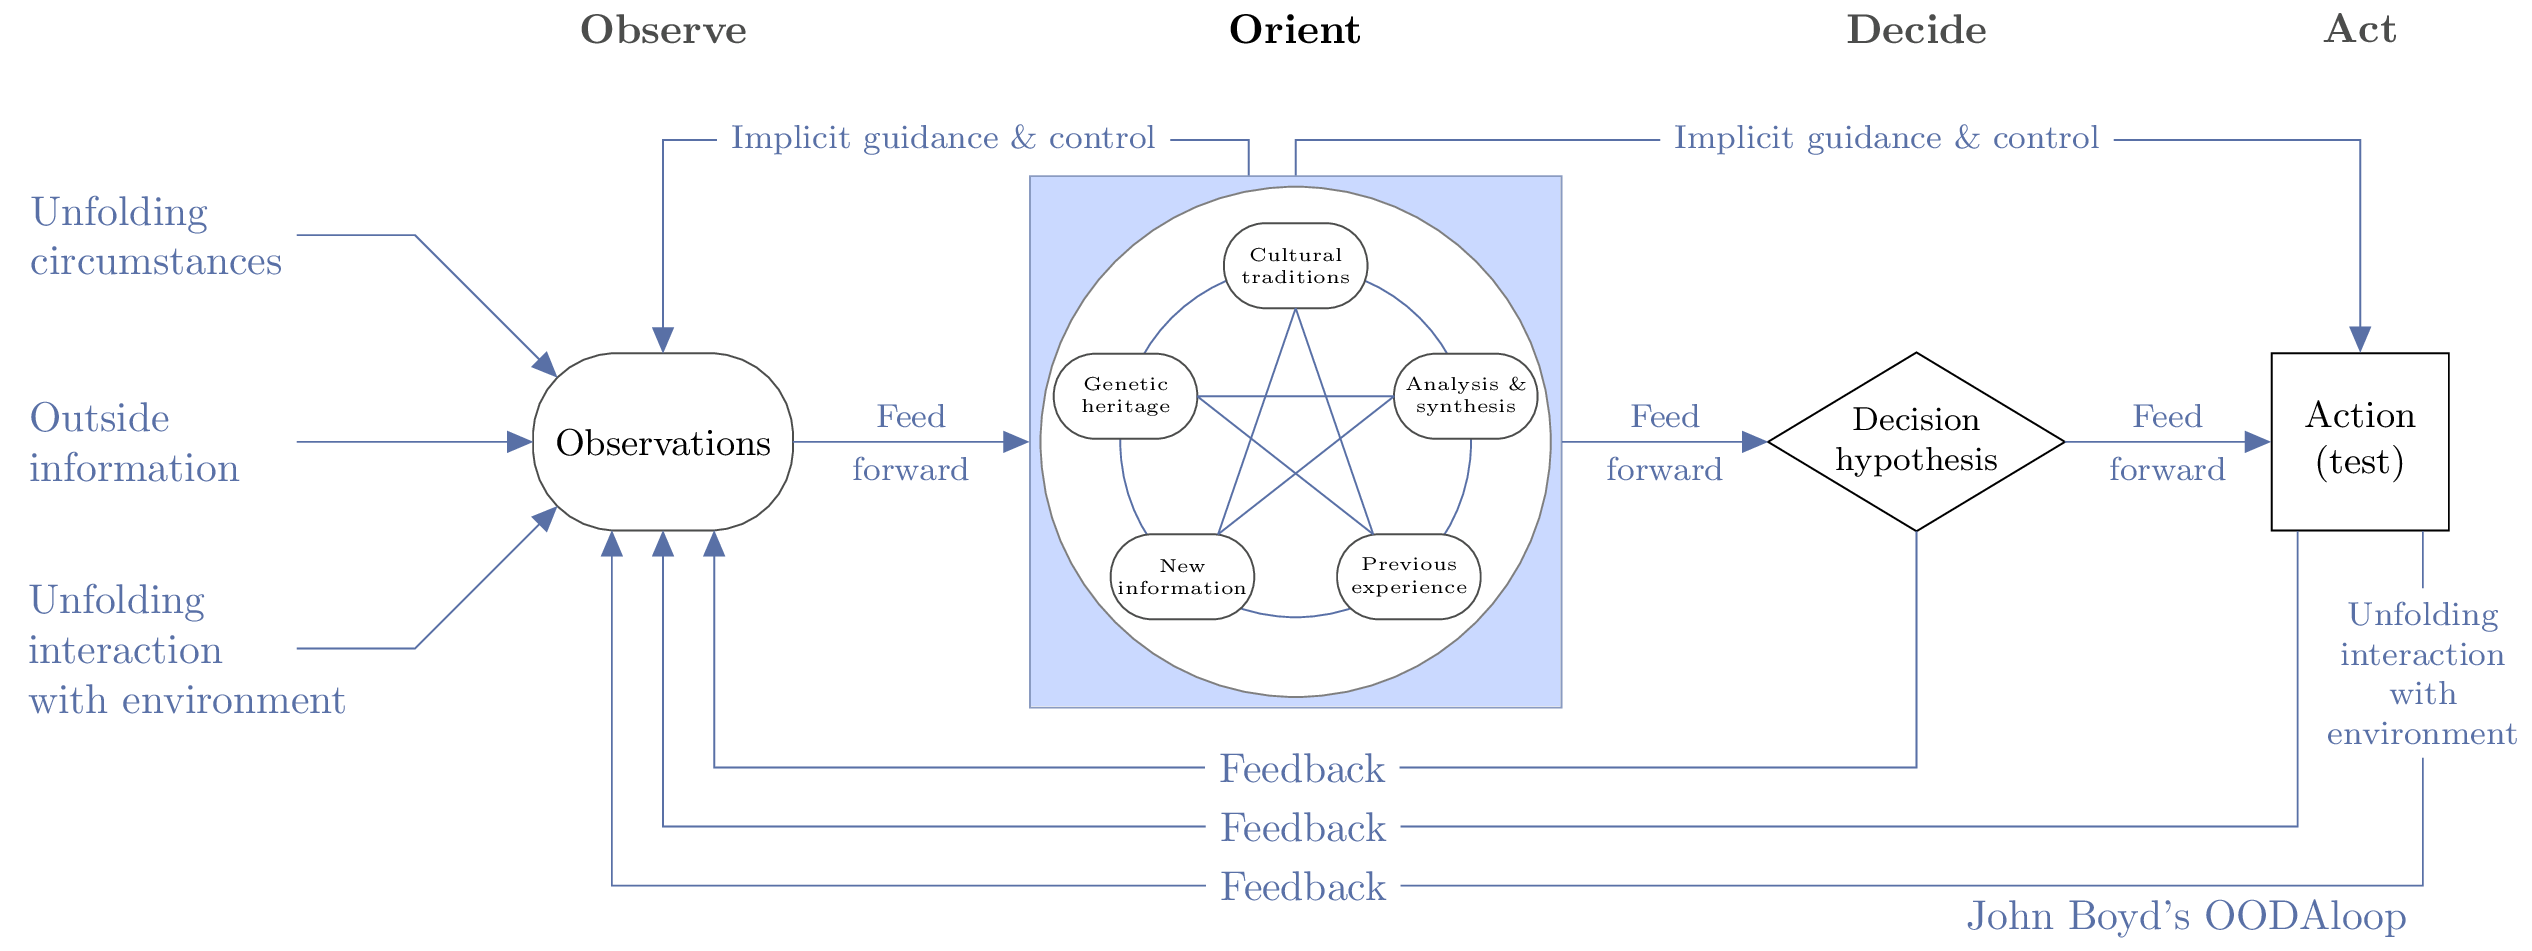 Observe
Orient
Decide
Act
Implicit guidance & control
Implicit guidance & control
Unfolding
circumstances
Outside
information
Unfolding
interaction
with environment
Observations
Feed
forward
Cultural
traditions
Genetic
heritage
Analysis &
synthesis
New
information
Previous
experience
Feed
forward
Decision
hypothesis
Feed
forward
Action
(test)
Unfolding
interaction
with
environment
Feedback
Feedback
Feedback
John Boyd's OODAloop